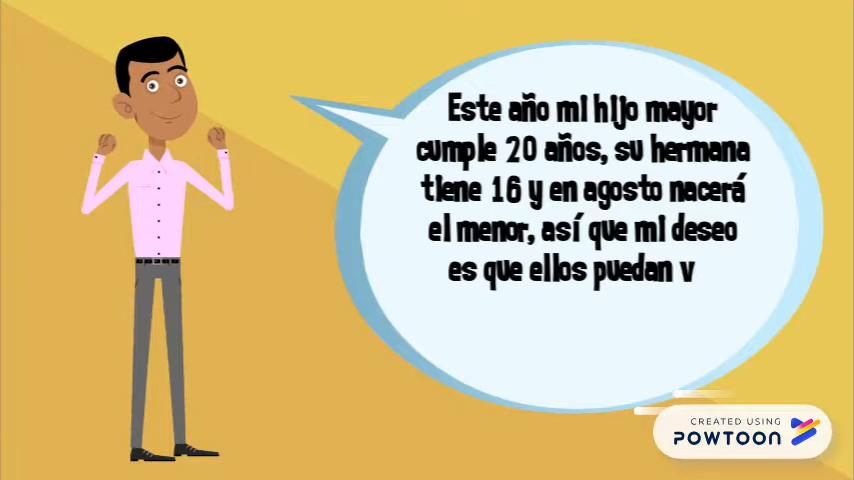 Este año mi hijo mayor
cumple 20 años, su hermana
tiene 16 y en agosto nacerá
el menor, así que mi deseo
es que ellos puedan v
CREATED USING
POWTOON